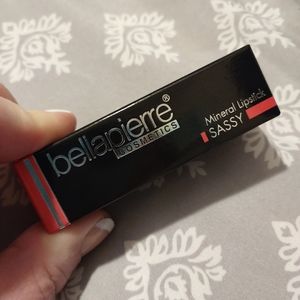 bellapierre®
COSMETICS
Mineral Lipstick
SASSY